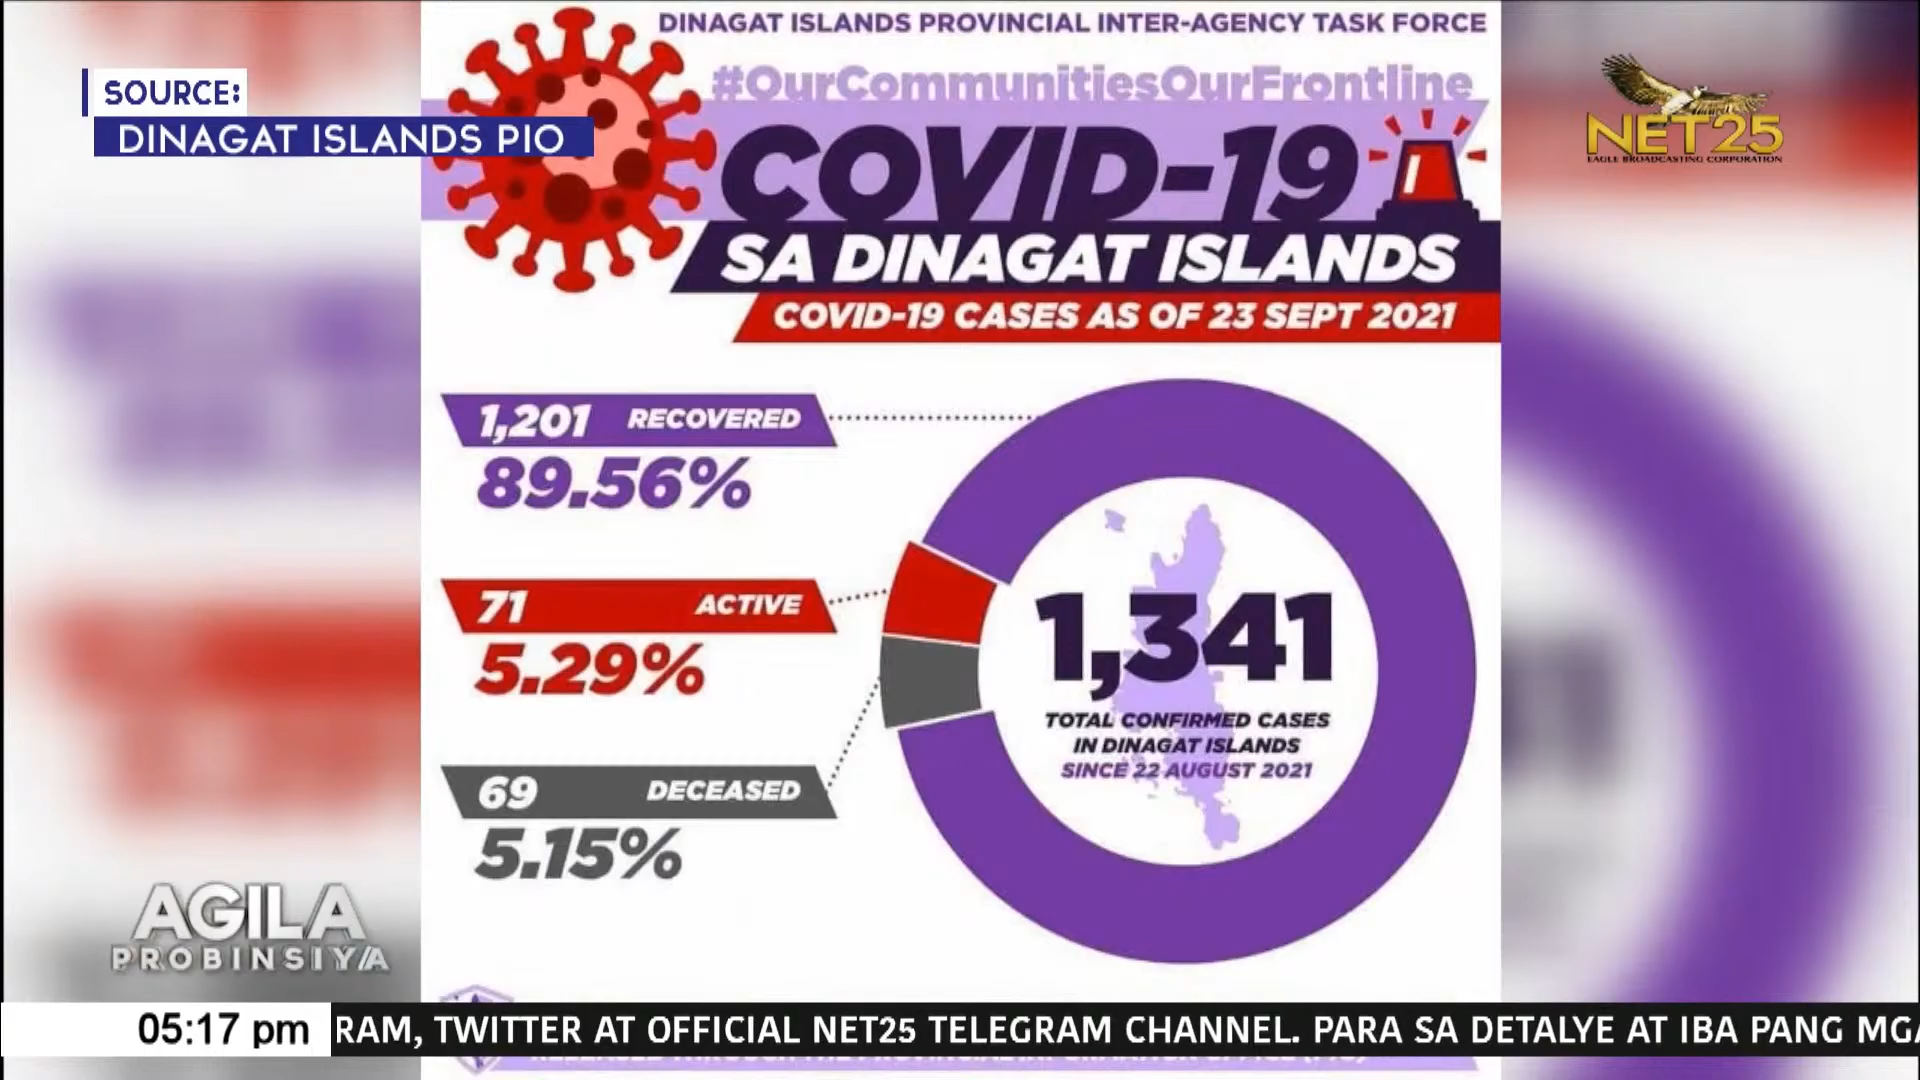 DINAGAT ISLANDS PROVINCIAL INTER-AGENCY TASK FORCE
#OurCommunitiesOurFrontline
SOURCE:
DINAGAT ISLANDS PIO
NET25
EAGLE BROADCASTING CORPORATION
COVID-19
SA DINAGAT ISLANDS
COVID-19 CASES AS OF 23 SEPT 2021
1,201 RECOVERED
89.56%
71 ACTIVE
5.29%
69 DECEASED
5.15%
1,341
TOTAL CONFIRMED CASES
IN DINAGAT ISLANDS
SINCE 22 AUGUST 2021
AGILA
PROBINSIYA
05:17 pm
RAM, TWITTER AT OFFICIAL NET25 TELEGRAM CHANNEL. PARA SA DETALYE AT IBA PANG MGA